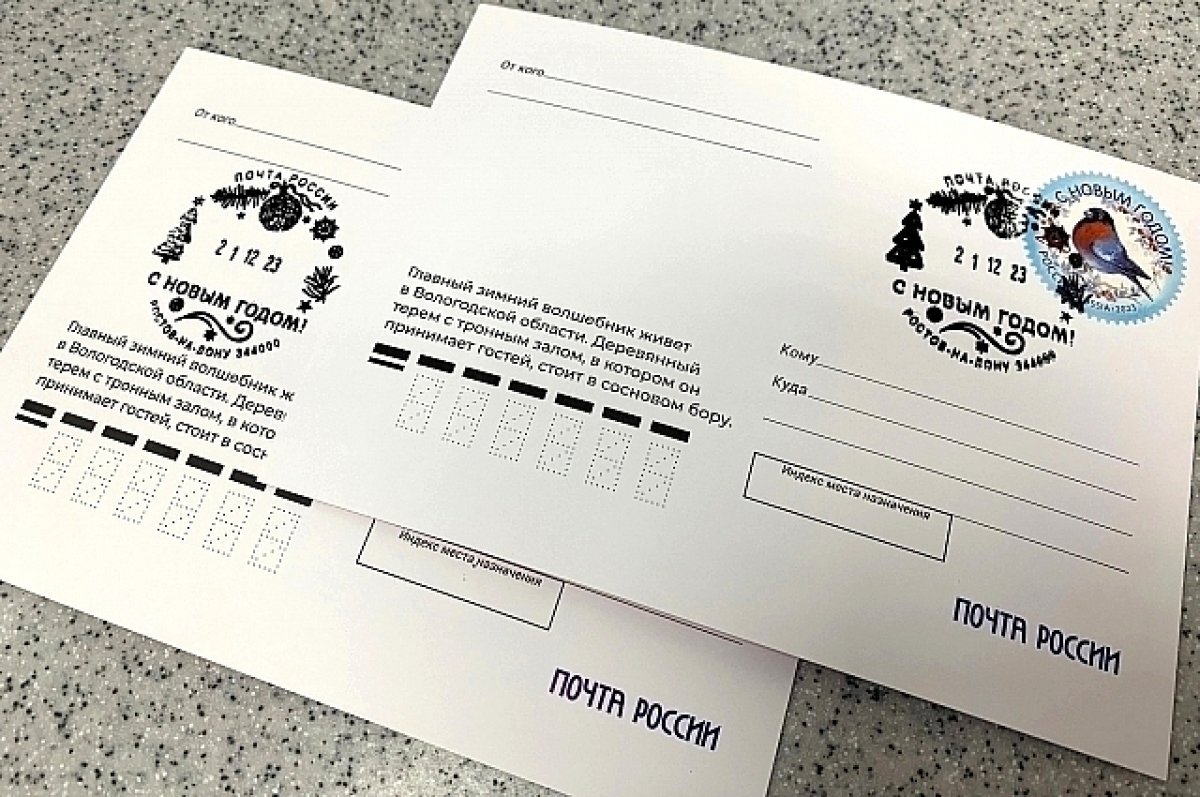 От кого
ПОЧТА РОССИИ
21 12 23
С НОВЫМ ГОДОМ!
РОСТОВ-НА-ДОНУ 344000
Главный зимний волшебник ж
в Вологодской области. Дерев
терем с тронным залом, в кото
принимает гостей, стоит в сосн
Индекс места назначения
ПОЧТА РОССИИ
От кого
ПОЧТА РОСС
21 12 23
С НОВЫМ ГОДОМ!
РОСТОВ-НА-ДОНУ 344000
С НОВЫМ ГОДОМ!
Главный зимний волшебник живет
в Вологодской области. Деревянный
терем с тронным залом, в котором он
принимает гостей, стоит в сосновом бору.
Кому
Куда
Индекс места назначения
ПОЧТА РОССИИ